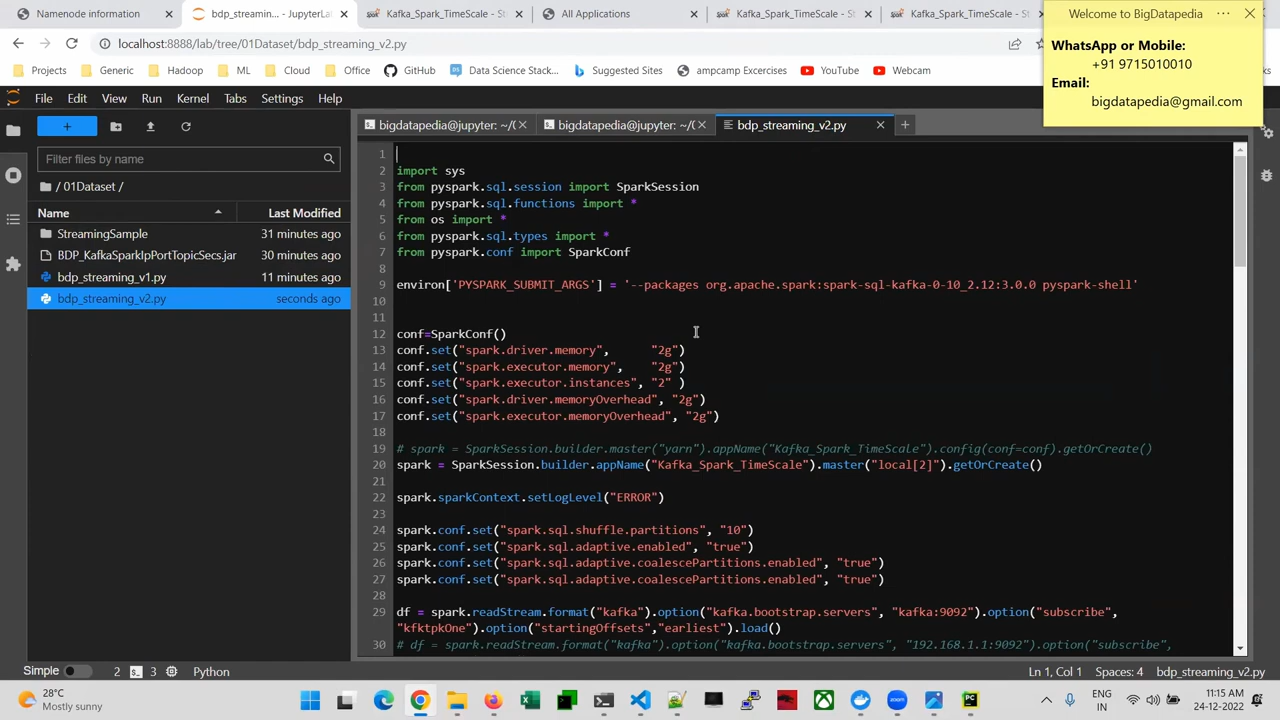 Namenode information
bdp_streamin… - JupyterLab
Kafka_Spark_TimeScale - S
All Applications
Kafka_Spark_TimeScale - S
Kafka_Spark_TimeScale - S
Welcome to BigDatapedia
WhatsApp or Mobile:
+91 9715010010
Email:
bigdatapedia@gmail.com
localhost:8888/lab/tree/01Dataset/bdp_streaming_v2.py
Projects
Generic
Hadoop
ML
Cloud
Office
GitHub
Data Science Stack...
Suggested Sites
ampcamp Excercises
YouTube
Webcam
File Edit View Run Kernel Tabs Settings Help
bigdatapedia@jupyter: ~/(
bigdatapedia@jupyter: ~/(
bdp_streaming_v2.py
Filter files by name
/ 01Dataset /
Name Last Modified
StreamingSample 31 minutes ago
BDP_KafkaSparkIpPortTopicSecs.jar 30 minutes ago
bdp_streaming_v1.py 11 minutes ago
bdp_streaming_v2.py seconds ago
1
2 import sys
3 from pyspark.sql.session import SparkSession
4 from pyspark.sql.functions import *
5 from os import *
6 from pyspark.sql.types import *
7 from pyspark.conf import SparkConf
8
9 environ['PYSPARK_SUBMIT_ARGS'] = '--packages org.apache.spark:spark-sql-kafka-0-10_2.12:3.0.0 pyspark-shell'
10
11
12 conf=SparkConf()
13 conf.set("spark.driver.memory", "2g")
14 conf.set("spark.executor.memory", "2g")
15 conf.set("spark.executor.instances", "2" )
16 conf.set("spark.driver.memoryOverhead", "2g")
17 conf.set("spark.executor.memoryOverhead", "2g")
18
19 # spark = SparkSession.builder.master("yarn").appName("Kafka_Spark_TimeScale").config(conf=conf).getOrCreate()
20 spark = SparkSession.builder.appName("Kafka_Spark_TimeScale").master("local[2]").getOrCreate()
21
22 spark.sparkContext.setLogLevel("ERROR")
23
24 spark.conf.set("spark.sql.shuffle.partitions", "10")
25 spark.conf.set("spark.sql.adaptive.enabled", "true")
26 spark.conf.set("spark.sql.adaptive.coalescePartitions.enabled", "true")
27 spark.conf.set("spark.sql.adaptive.coalescePartitions.enabled", "true")
28
29 df = spark.readStream.format("kafka").option("kafka.bootstrap.servers", "kafka:9092").option("subscribe",
"kfktpkOne").option("startingOffsets","earliest").load()
30 # df = spark.readStream.format("kafka").option("kafka.bootstrap.servers", "192.168.1.1:9092").option("subscribe",
Simple 2 3 Python
Ln 1, Col 1 Spaces: 4 bdp_streaming_v2.py
28°C
Mostly sunny
ENG
IN
11:15 AM
24-12-2022